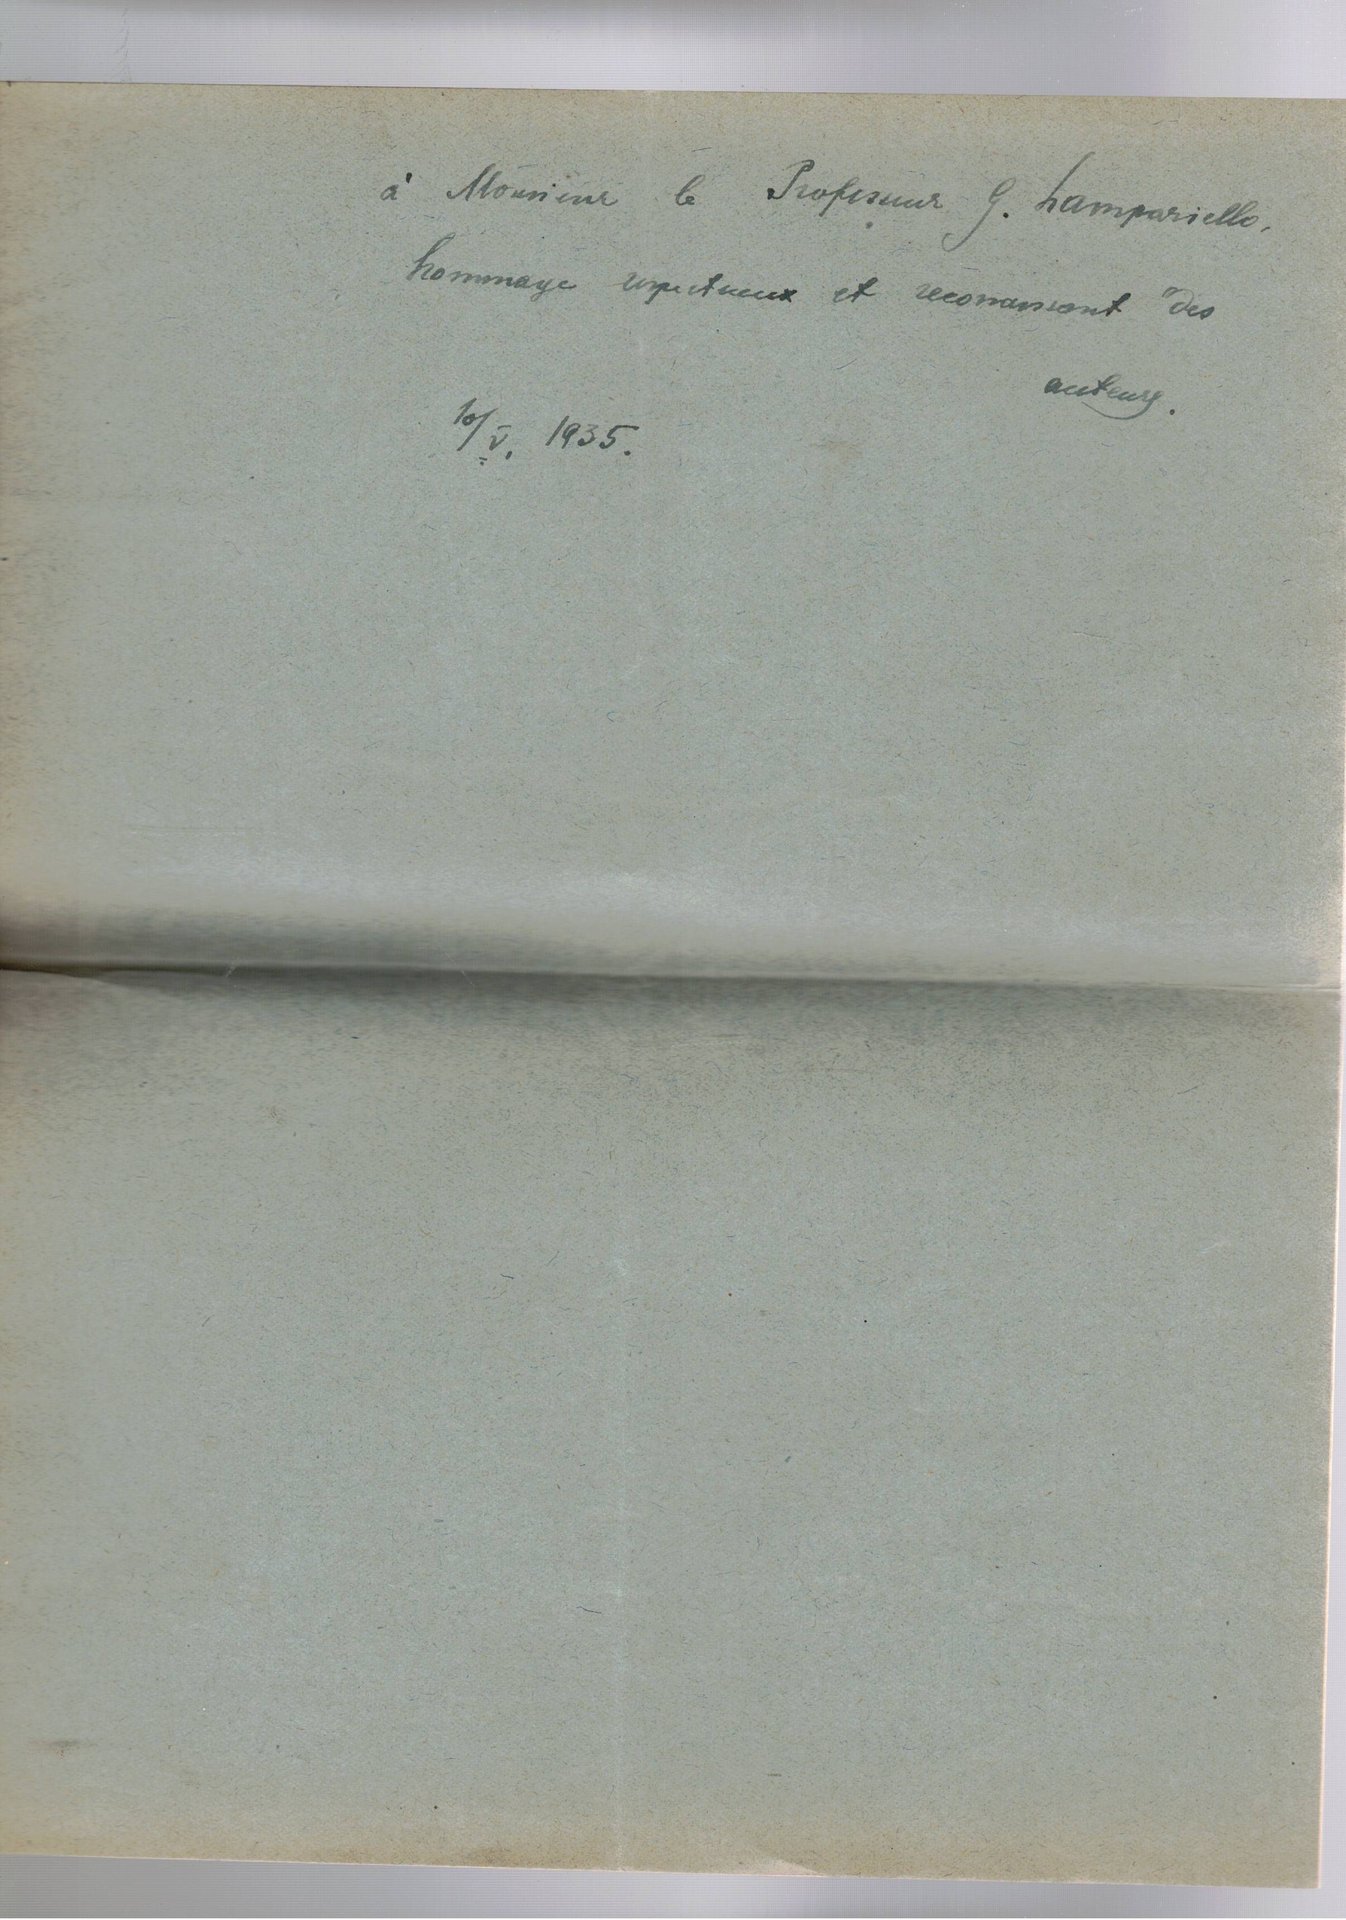 à Monsieur le Professeur G. Lampariello,
hommage respectueux et reconnaissant des
auteurs.
10/V. 1935.